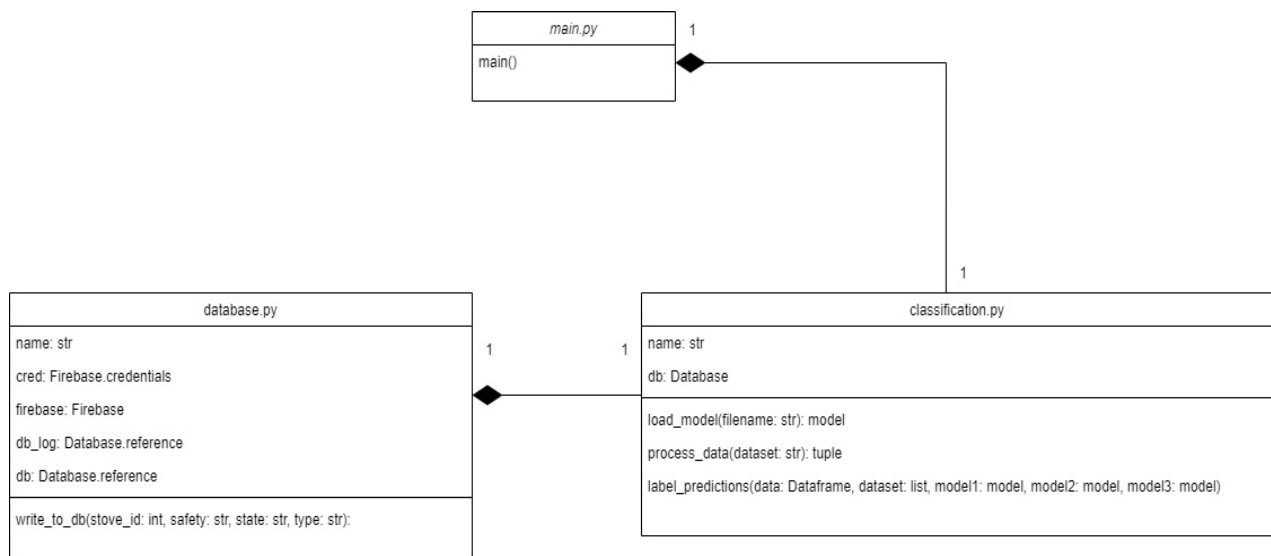 main.py
1
main()
1
database.py
name: str
cred: Firebase.credentials
firebase: Firebase
db_log: Database.reference
db: Database.reference
write_to_db(stove_id: int, safety: str, state: str, type: str):
1
1
classification.py
name: str
db: Database
load_model(filename: str): model
process_data(dataset: str): tuple
label_predictions(data: Dataframe, dataset: list, model1: model, model2: model, model3: model)